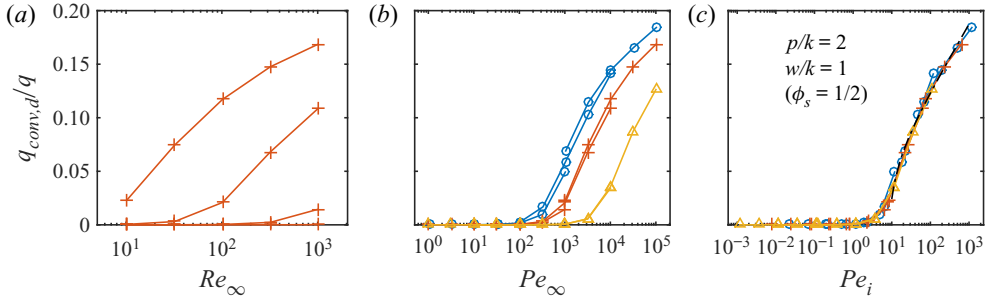 (a)
(b)
(c)
q_conv,d/q
0.20
0.15
0.10
0.05
0
10^1 10^2 10^3
Re_∞
10^0 10^1 10^2 10^3 10^4 10^5
Pe_∞
p/k = 2
w/k = 1
(ϕ_s = 1/2)
10^−3 10^−2 10^−1 10^0 10^1 10^2 10^3
Pe_i